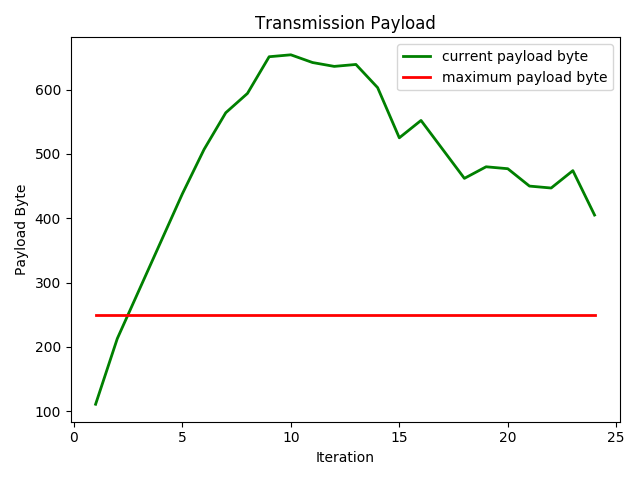 Transmission Payload
current payload byte
maximum payload byte
Payload Byte
600
500
400
300
200
100
0 5 10 15 20 25
Iteration